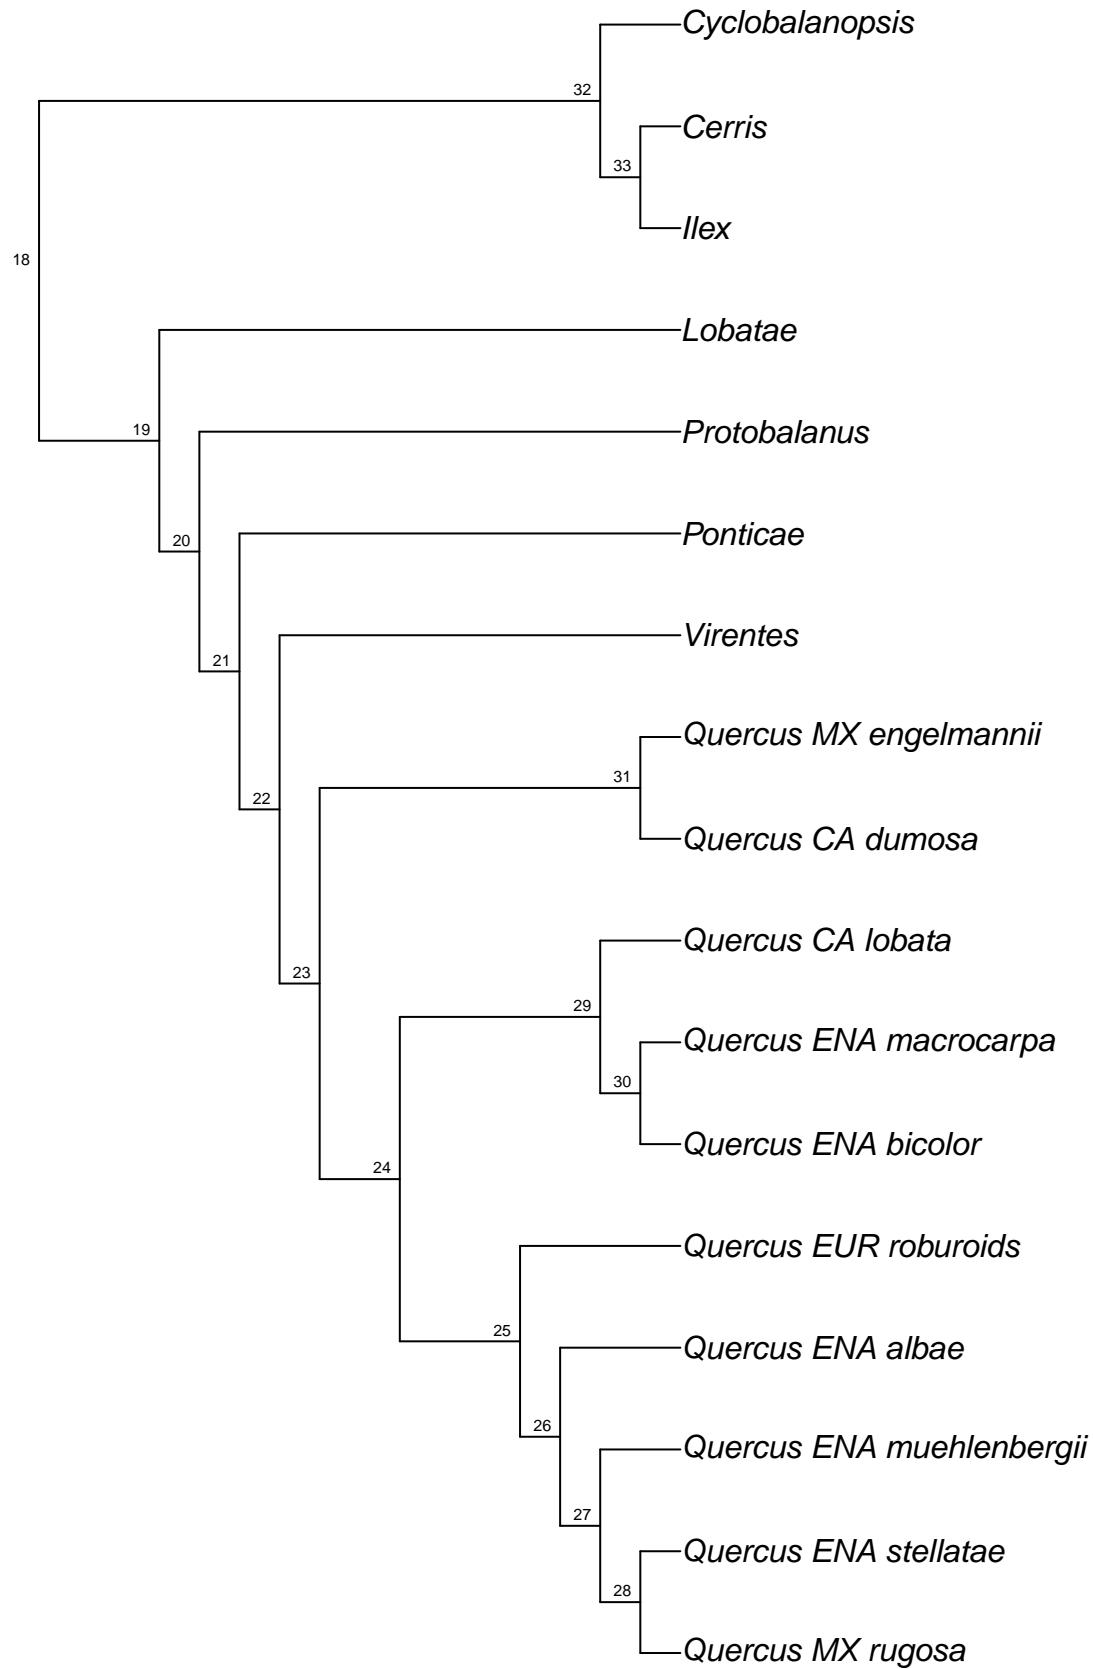 Cyclobalanopsis
32
Cerris
33
Ilex
18
Lobatae
19
Protobalanus
20
Ponticae
Virentes
21
Quercus MX engelmannii
31
22
Quercus CA dumosa
Quercus CA lobata
23
29
Quercus ENA macrocarpa
30
Quercus ENA bicolor
24
Quercus EUR roburoids
25
Quercus ENA albae
26
Quercus ENA muehlenbergii
27
Quercus ENA stellatae
28
Quercus MX rugosa